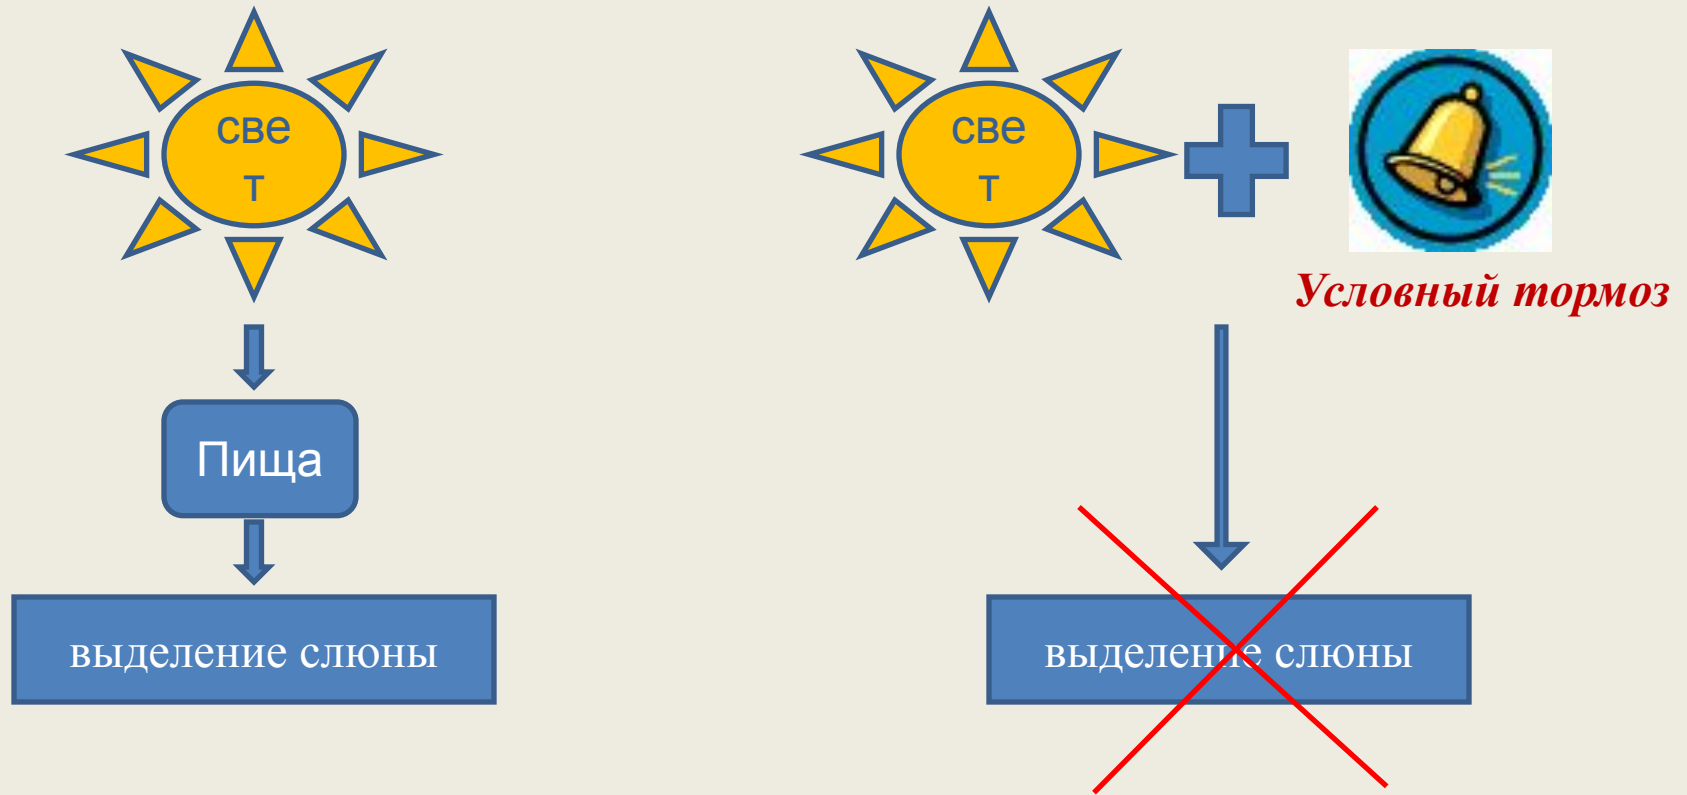 све
т
Пища
выделение слюны
све
т
Условный тормоз
выделение слюны